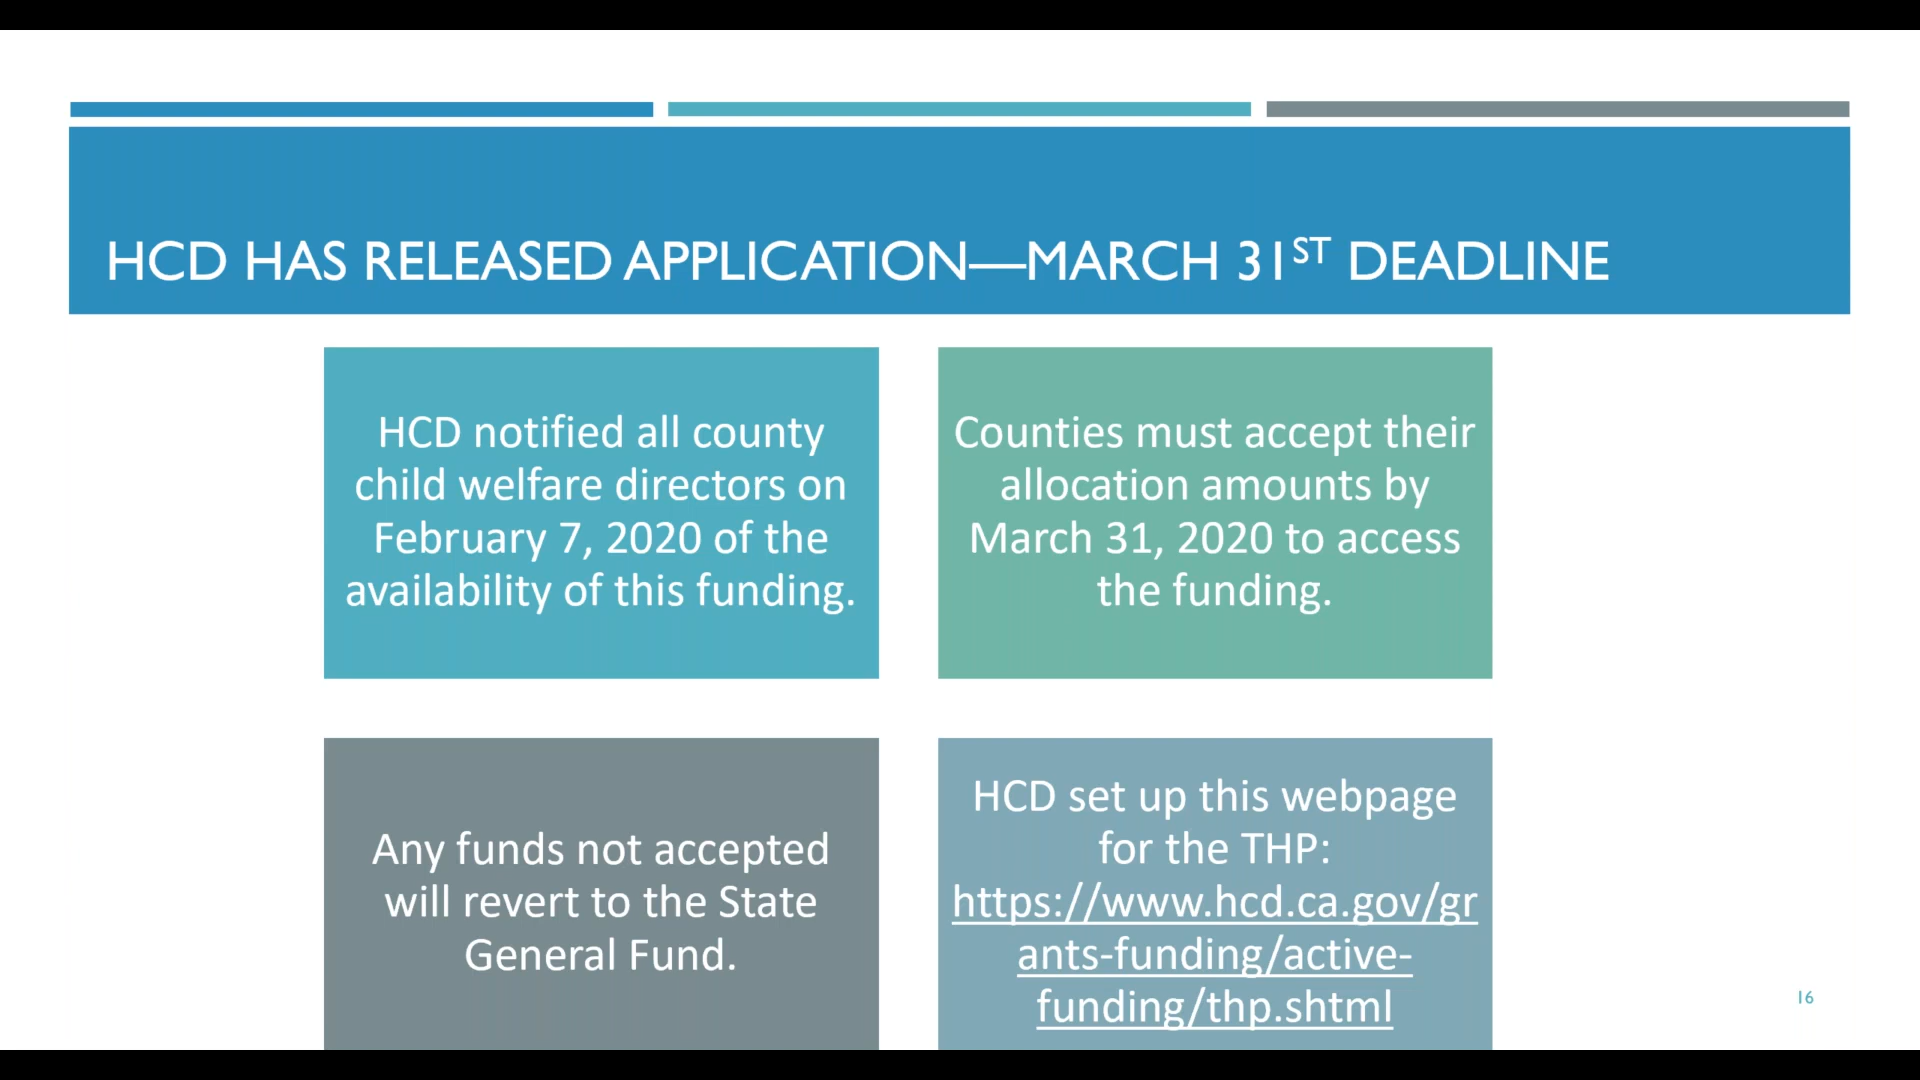 HCD HAS RELEASED APPLICATION—MARCH 31ST DEADLINE
HCD notified all county
child welfare directors on
February 7, 2020 of the
availability of this funding.
Counties must accept their
allocation amounts by
March 31, 2020 to access
the funding.
Any funds not accepted
will revert to the State
General Fund.
HCD set up this webpage
for the THP:
https://www.hcd.ca.gov/gr
ants-funding/active-
funding/thp.shtml
16